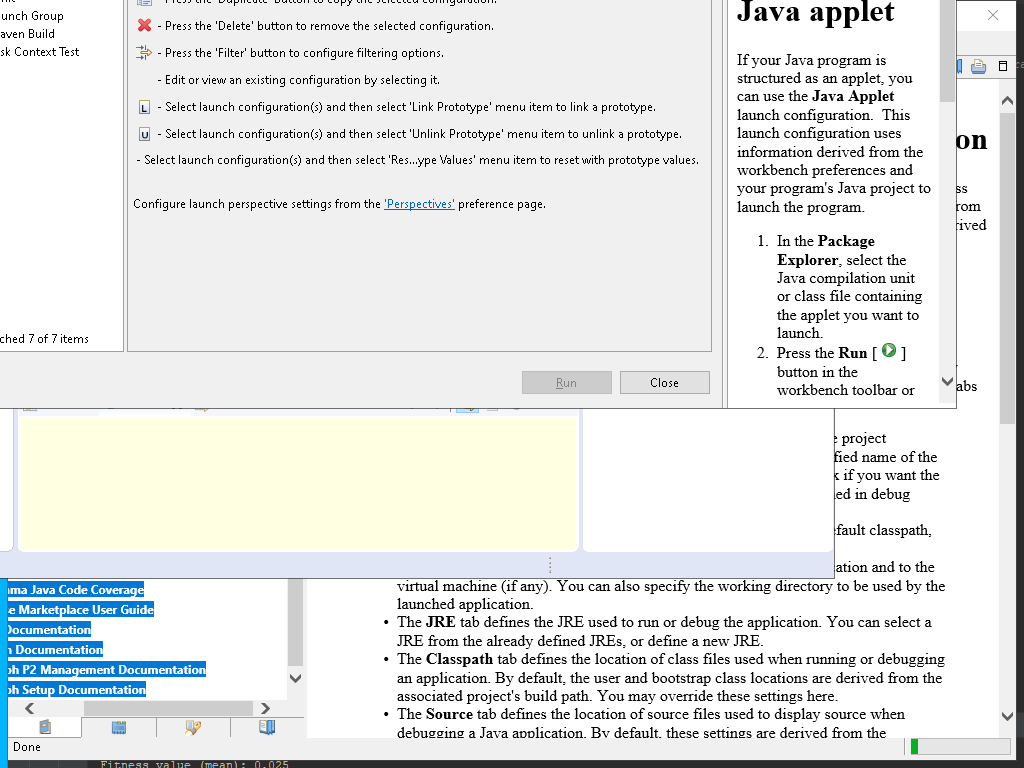 unch Group
aven Build
sk Context Test
ched 7 of 7 items
- Press the 'Duplicate' button to copy the selected configuration.
- Press the 'Delete' button to remove the selected configuration.
- Press the 'Filter' button to configure filtering options.
- Edit or view an existing configuration by selecting it.
L - Select launch configuration(s) and then select 'Link Prototype' menu item to link a prototype.
U - Select launch configuration(s) and then select 'Unlink Prototype' menu item to unlink a prototype.
- Select launch configuration(s) and then select 'Res...ype Values' menu item to reset with prototype values.
Configure launch perspective settings from the 'Perspectives' preference page.
Run
Close
Java applet
If your Java program is
structured as an applet, you
can use the Java Applet
launch configuration. This
launch configuration uses
information derived from the
workbench preferences and
your program's Java project to
launch the program.
1. In the Package
Explorer, select the
Java compilation unit
or class file containing
the applet you want to
launch.
2. Press the Run [ ]
button in the
workbench toolbar or
on
ss
rom
rived
abs
e project
fied name of the
k if you want the
ed in debug
efault classpath,
ation and to the
virtual machine (if any). You can also specify the working directory to be used by the
launched application.
• The JRE tab defines the JRE used to run or debug the application. You can select a
JRE from the already defined JREs, or define a new JRE.
• The Classpath tab defines the location of class files used when running or debugging
an application. By default, the user and bootstrap class locations are derived from the
associated project's build path. You may override these settings here.
• The Source tab defines the location of source files used to display source when
debugging a Java application. By default, these settings are derived from the
ma Java Code Coverage
se Marketplace User Guide
Documentation
n Documentation
ph P2 Management Documentation
ph Setup Documentation
Done
Fitness value (mean): 0.025